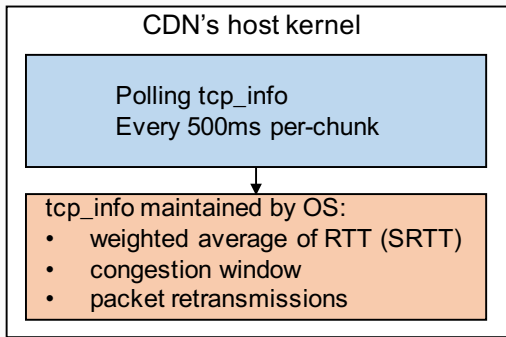 CDN's host kernel
Polling tcp_info
Every 500ms per-chunk
tcp_info maintained by OS:
• weighted average of RTT (SRTT)
• congestion window
• packet retransmissions